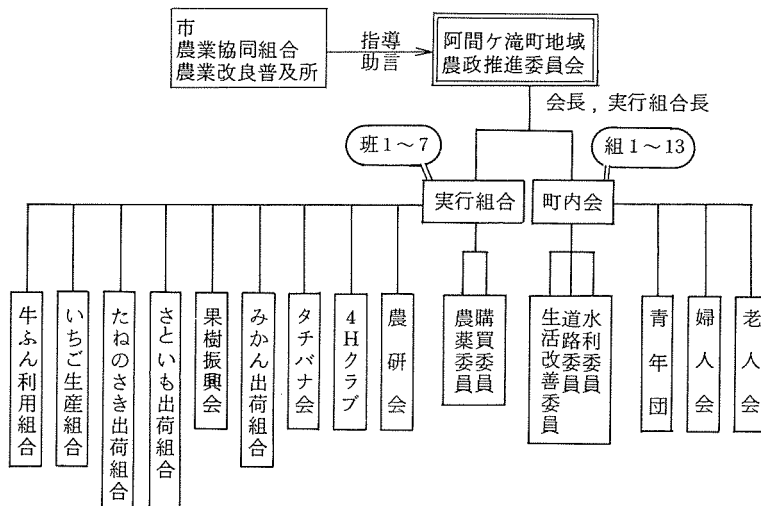 市
農業協同組合
農業改良普及所
指導
助言
阿間ケ滝町地域
農政推進委員会
会長，実行組合長
班1～7
組1～13
実行組合
町内会
牛ふん利用組合
いちご生産組合
たねのさき出荷組合
さといも出荷組合
果樹振興会
みかん出荷組合
タチバナ会
4Hクラブ
農研会
購買委員
農薬委員
水利委員
道路委員
生活改善委員
青年団
婦人会
老人会